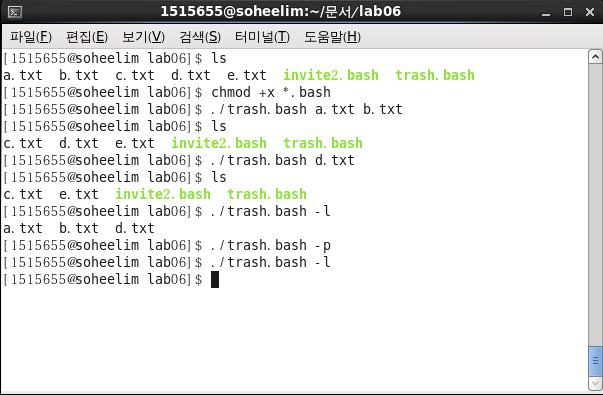 1515655@soheelim:~/문서/lab06
파일(F) 편집(E) 보기(V) 검색(S) 터미널(T) 도움말(H)
[1515655@soheelim lab06]$ ls
a.txt b.txt c.txt d.txt e.txt invite2.bash trash.bash
[1515655@soheelim lab06]$ chmod +x *.bash
[1515655@soheelim lab06]$ ./trash.bash a.txt b.txt
[1515655@soheelim lab06]$ ls
c.txt d.txt e.txt invite2.bash trash.bash
[1515655@soheelim lab06]$ ./trash.bash d.txt
[1515655@soheelim lab06]$ ls
c.txt e.txt invite2.bash trash.bash
[1515655@soheelim lab06]$ ./trash.bash -l
a.txt b.txt d.txt
[1515655@soheelim lab06]$ ./trash.bash -p
[1515655@soheelim lab06]$ ./trash.bash -l
[1515655@soheelim lab06]$